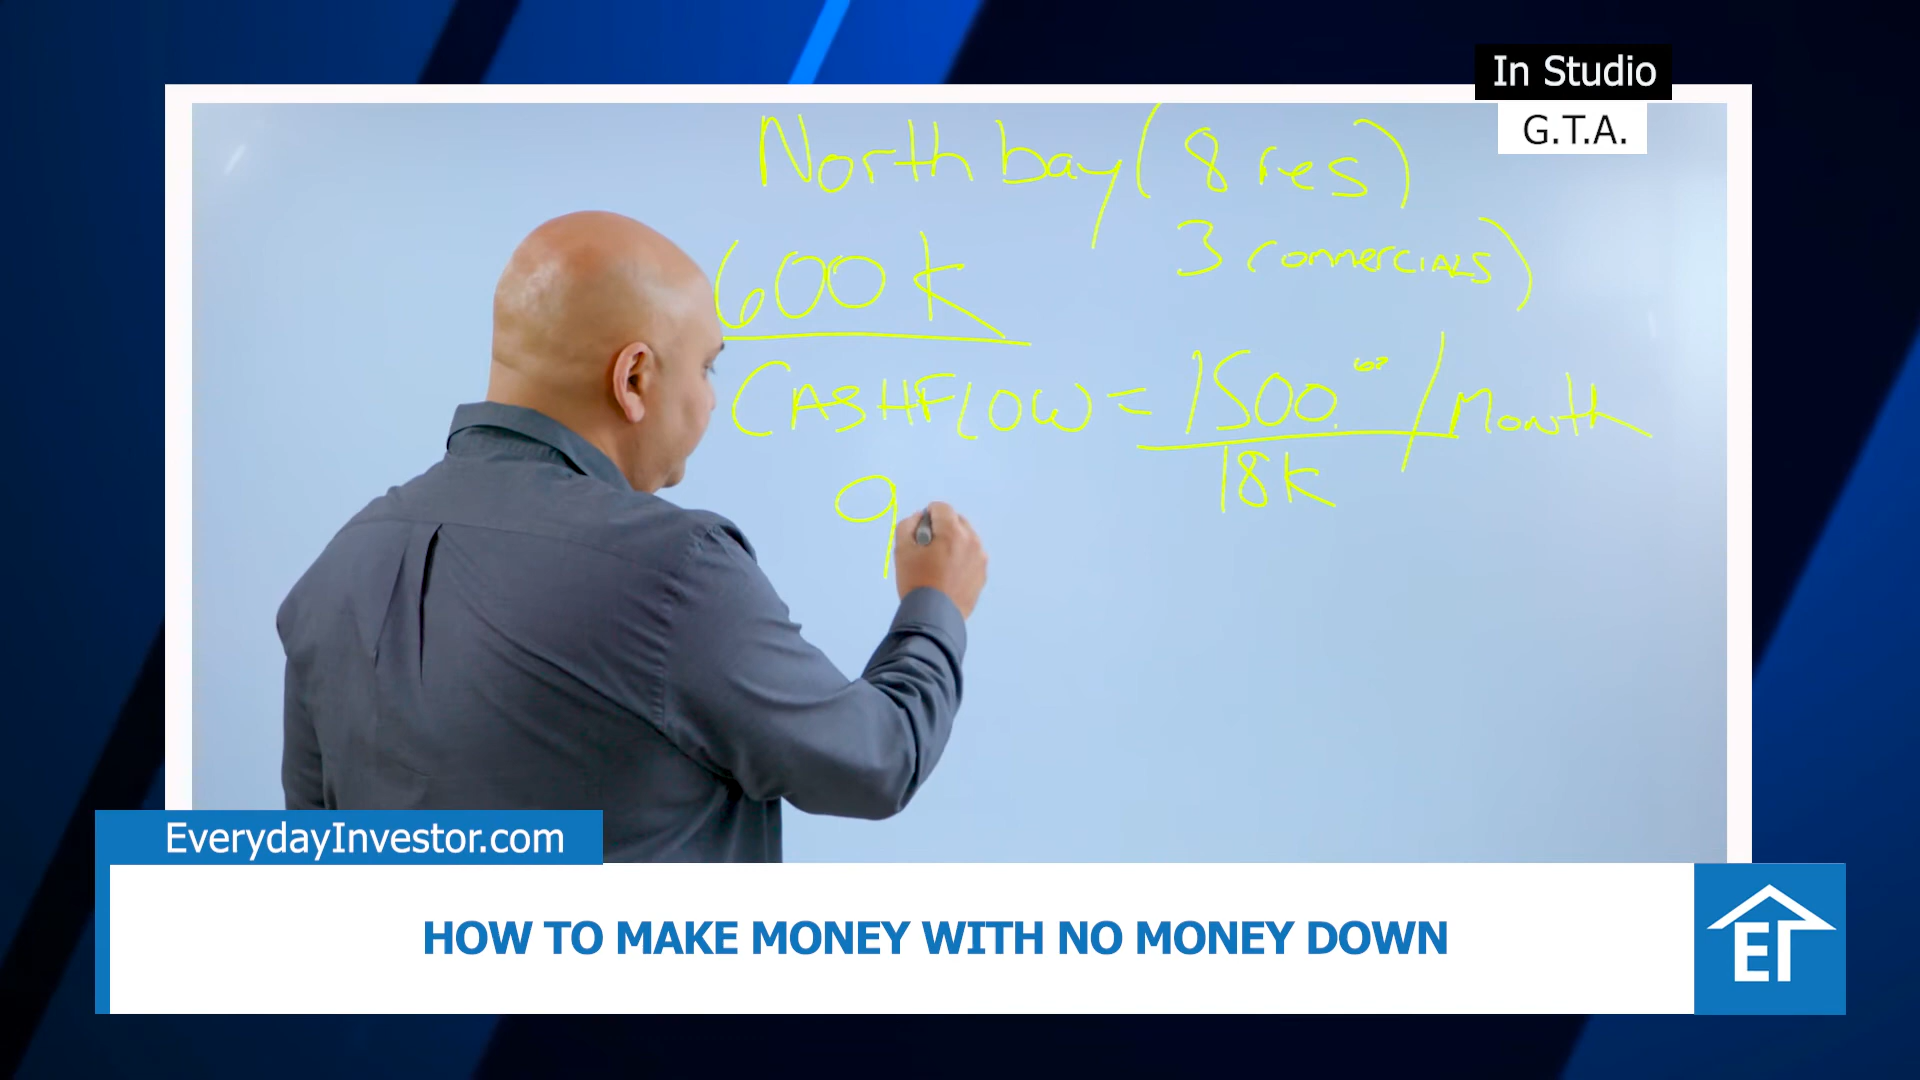 In Studio
G.T.A.
North bay (8 res)
3 commercials)
600K
CASHFLOW = 1500.00 / Month
18K
9
EverydayInvestor.com
HOW TO MAKE MONEY WITH NO MONEY DOWN
EI